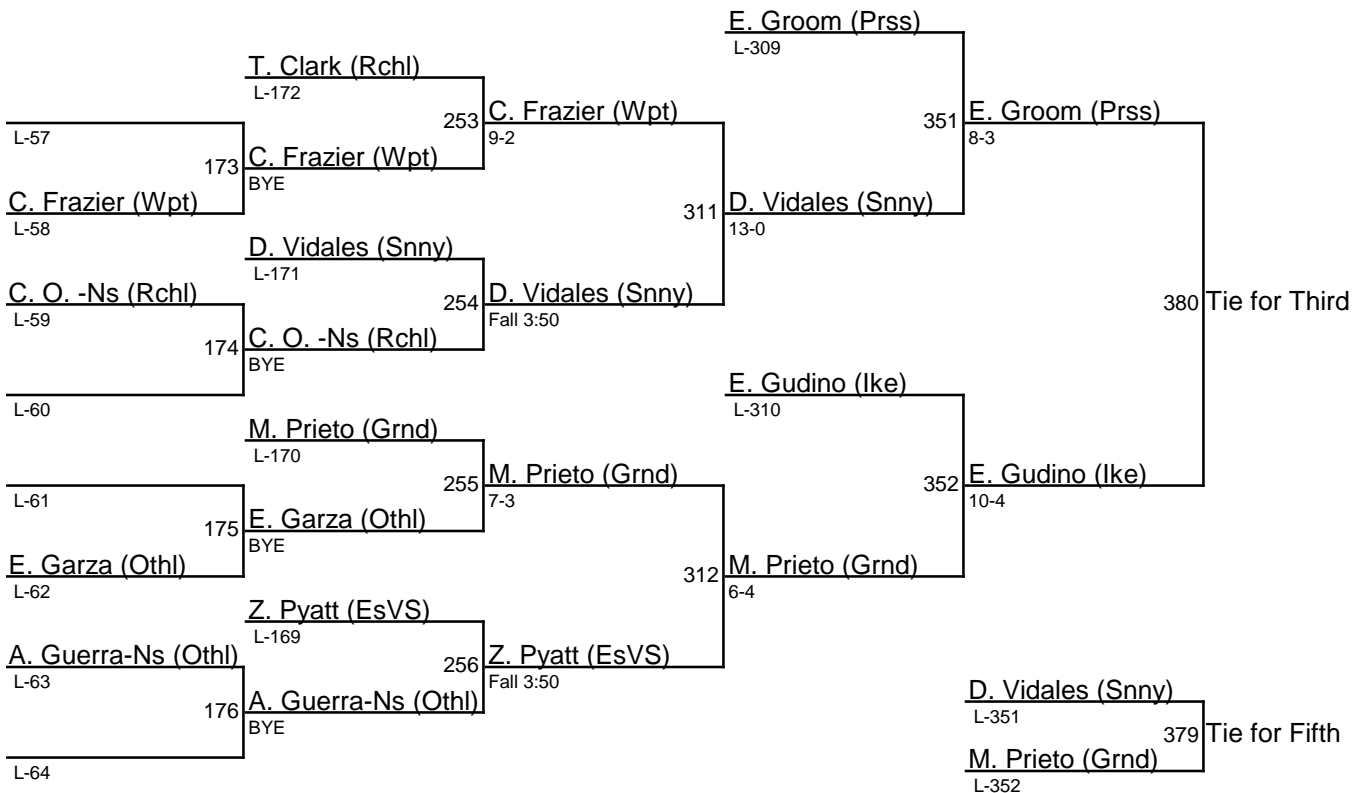 E. Groom (Prss)
L-309
T. Clark (Rchl)
L-172
253 C. Frazier (Wpt)
9-2
351 E. Groom (Prss)
8-3
L-57
173 C. Frazier (Wpt)
BYE
C. Frazier (Wpt)
L-58
311 D. Vidales (Snny)
13-0
D. Vidales (Snny)
L-171
C. O. -Ns (Rchl)
L-59
254 D. Vidales (Snny)
Fall 3:50
380 Tie for Third
174 C. O. -Ns (Rchl)
BYE
L-60
E. Gudino (Ike)
L-310
M. Prieto (Grnd)
L-170
L-61
255 M. Prieto (Grnd)
7-3
352 E. Gudino (Ike)
10-4
175 E. Garza (Othl)
BYE
E. Garza (Othl)
L-62
312 M. Prieto (Grnd)
6-4
Z. Pyatt (EsVS)
L-169
A. Guerra-Ns (Othl)
L-63
256 Z. Pyatt (EsVS)
Fall 3:50
176 A. Guerra-Ns (Othl)
BYE
L-64
D. Vidales (Snny)
L-351
379 Tie for Fifth
M. Prieto (Grnd)
L-352